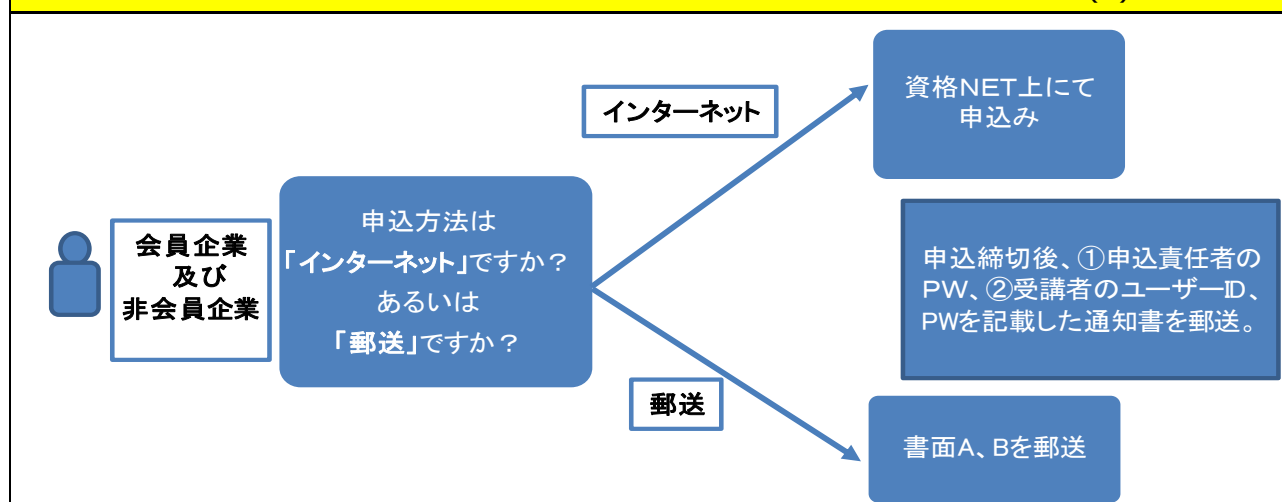 会員企業
及び
非会員企業
申込方法は
「インターネット」ですか？
あるいは
「郵送」ですか？
インターネット
資格NET上にて
申込み
申込締切後、①申込責任者の
PW、②受講者のユーザーID、
PWを記載した通知書を郵送。
郵送
書面A、Bを郵送